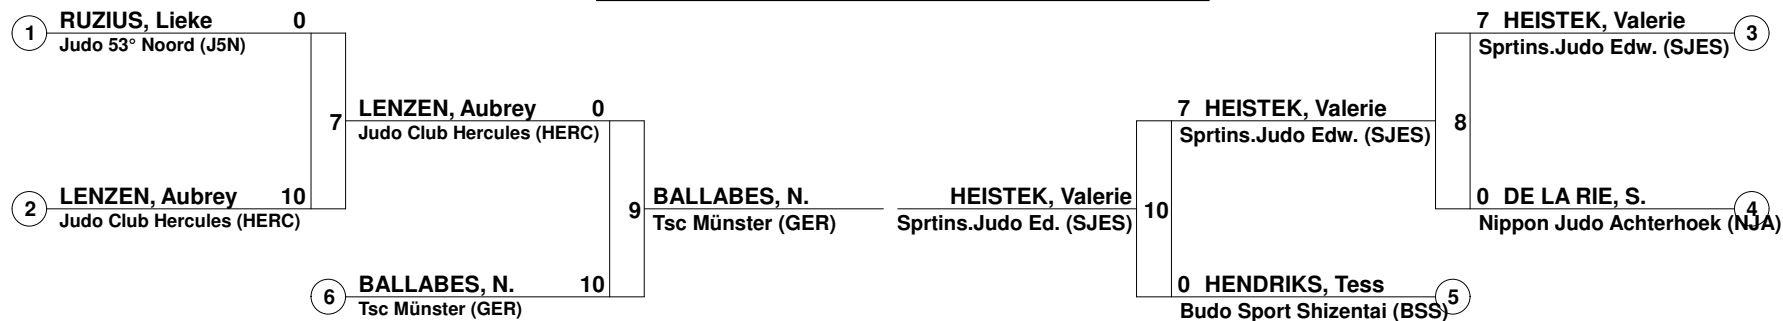 1 RUZIUS, Lieke 0
Judo 53° Noord (J5N)
7
2 LENZEN, Aubrey 10
Judo Club Hercules (HERC)
LENZEN, Aubrey 0
Judo Club Hercules (HERC)
9
6 BALLABES, N. 10
Tsc Münster (GER)
BALLABES, N.
Tsc Münster (GER)
HEISTEK, Valerie
Sprtins.Judo Ed. (SJES)
10
7 HEISTEK, Valerie
Sprtins.Judo Edw. (SJES)
0 HENDRIKS, Tess 5
Budo Sport Shizentai (BSS)
8
7 HEISTEK, Valerie 3
Sprtins.Judo Edw. (SJES)
0 DE LA RIE, S. 4
Nippon Judo Achterhoek (NJA)